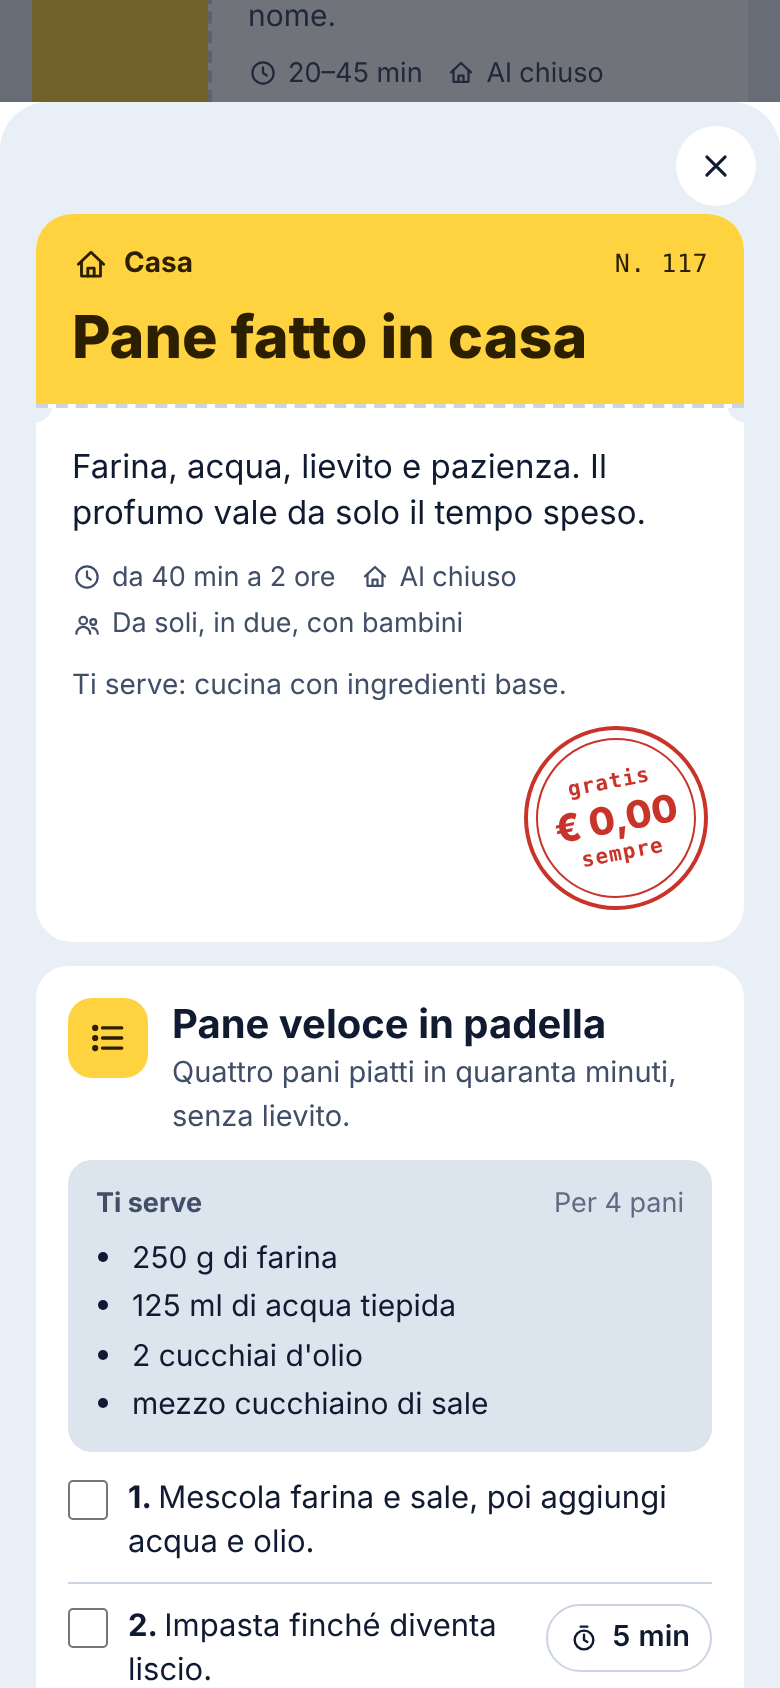 nome.
20–45 min Al chiuso
Casa N. 117
Pane fatto in casa
Farina, acqua, lievito e pazienza. Il
profumo vale da solo il tempo speso.
da 40 min a 2 ore Al chiuso
Da soli, in due, con bambini
Ti serve: cucina con ingredienti base.
gratis
€ 0,00
sempre
Pane veloce in padella
Quattro pani piatti in quaranta minuti,
senza lievito.
Ti serve Per 4 pani
• 250 g di farina
• 125 ml di acqua tiepida
• 2 cucchiai d'olio
• mezzo cucchiaino di sale
1. Mescola farina e sale, poi aggiungi
acqua e olio.
2. Impasta finché diventa 5 min
liscio.